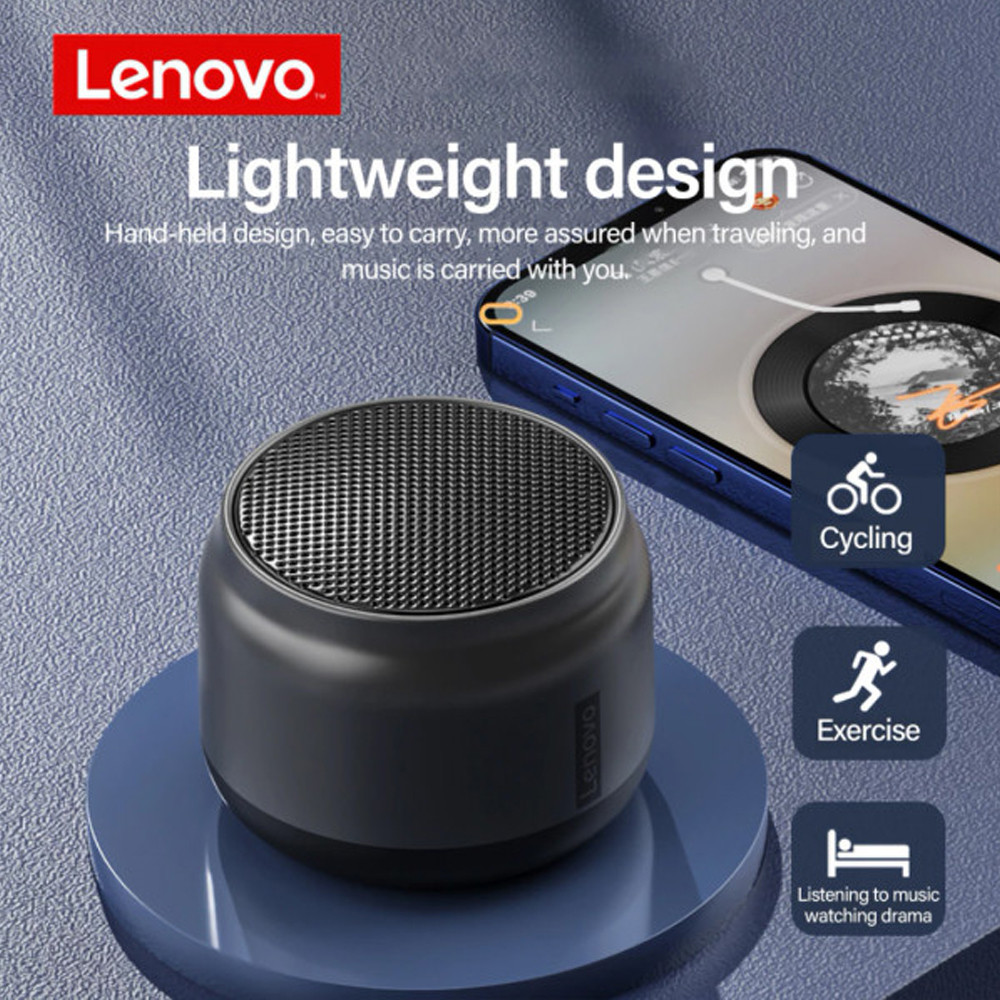 Lenovo™
Lightweight design
Hand-held design, easy to carry, more assured when traveling, and
music is carried with you.
Cycling
Lenovo
Exercise
Listening to music
watching drama